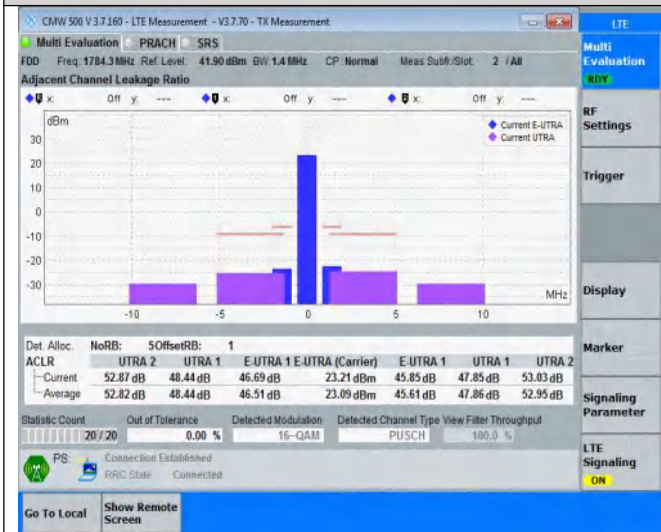 CMW 500 V 3.7.160 - LTE Measurement - V3.7.70 - TX Measurement
LTE
Multi Evaluation PRACH SRS
FDD Freq: 1784.3 MHz Ref. Level: 41.90 dBm BW: 1.4 MHz CP: Normal Meas Subfr./Slot: 2 / All
Adjacent Channel Leakage Ratio
x: Off y: --- x: Off y: --- x: Off y: ---
dBm
Current E-UTRA
Current UTRA
30
20
10
0
-10
-20
-30
MHz
-10 -5 0 5 10
Det. Alloc. NoRB: 5 OffsetRB: 1
ACLR UTRA 2 UTRA 1 E-UTRA 1 E-UTRA (Carrier) E-UTRA 1 UTRA 1 UTRA 2
Current 52.87 dB 48.44 dB 46.69 dB 23.21 dBm 45.85 dB 47.85 dB 53.03 dB
Average 52.82 dB 48.44 dB 46.51 dB 23.09 dBm 45.61 dB 47.86 dB 52.95 dB
Statistic Count Out of Tolerance Detected Modulation Detected Channel Type View Filter Throughput
20 / 20 0.00 % 16-QAM PUSCH 100.0 %
PS: Connection Established
RRC State Connected
Multi
Evaluation
RDY
RF
Settings
Trigger
Display
Marker
Signaling
Parameter
LTE
Signaling
ON
Go To Local
Show Remote
Screen